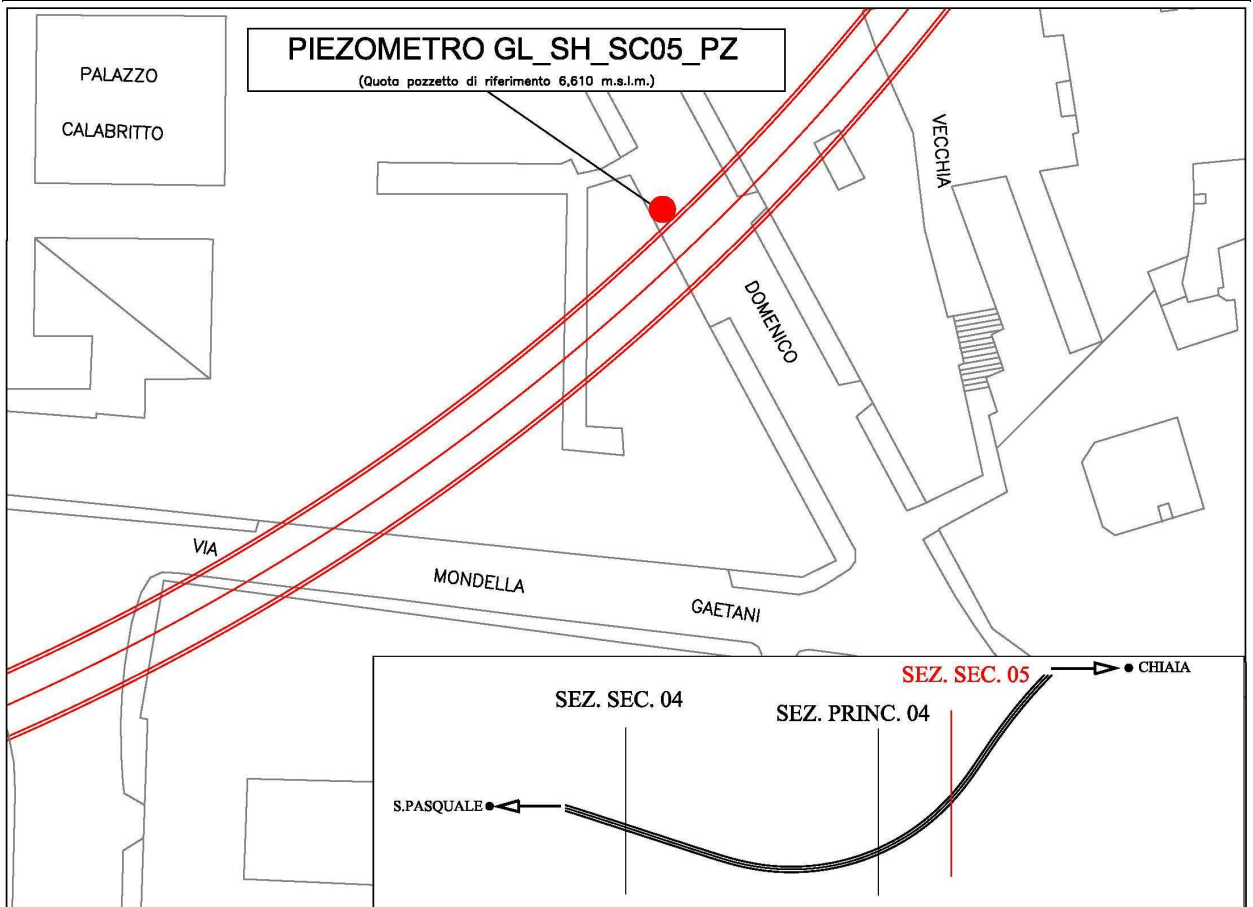 PIEZOMETRO GL_SH_SC05_PZ
(Quota pozzetto di riferimento 6,610 m.s.l.m.)
PALAZZO
CALABRITTO
VECCHIA
DOMENICO
VIA
MONDELLA
GAETANI
SEZ. SEC. 05
CHIAIA
SEZ. SEC. 04
SEZ. PRINC. 04
S.PASQUALE